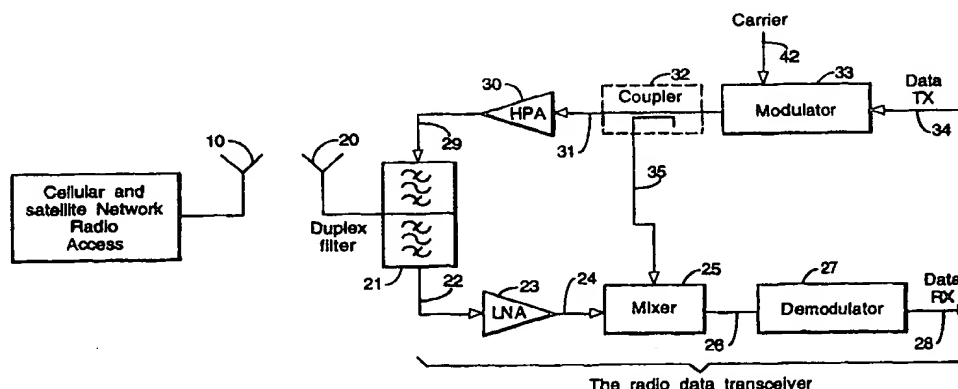 Carrier
42
32
33
30
Coupler
Data
TX
HPA
Modulator
34
31
29
10
20
35
Cellular and
satellite Network
Radio
Access
Duplex
filter
21
22
23
24
25
27
LNA
Mixer
Demodulator
Data
RX
26
28
The radio data transceiver